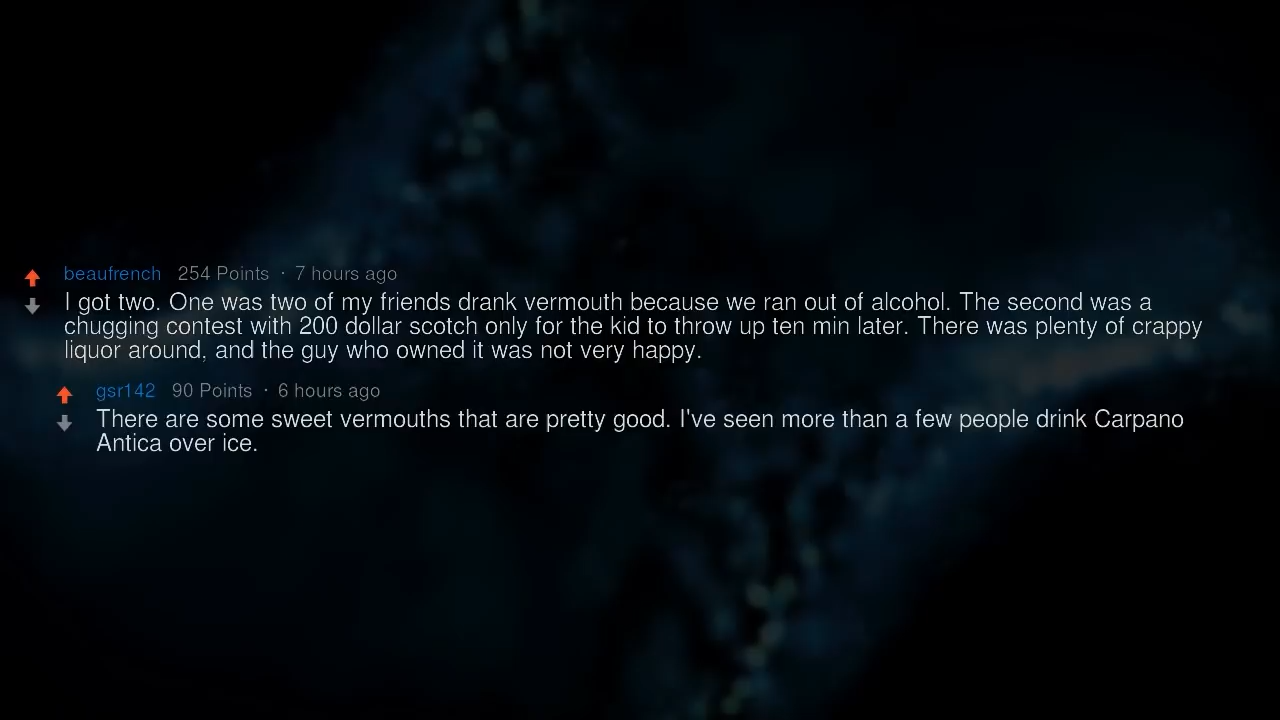 beaufrench 254 Points · 7 hours ago
I got two. One was two of my friends drank vermouth because we ran out of alcohol. The second was a
chugging contest with 200 dollar scotch only for the kid to throw up ten min later. There was plenty of crappy
liquor around, and the guy who owned it was not very happy.
gsr142 90 Points · 6 hours ago
There are some sweet vermouths that are pretty good. I've seen more than a few people drink Carpano
Antica over ice.